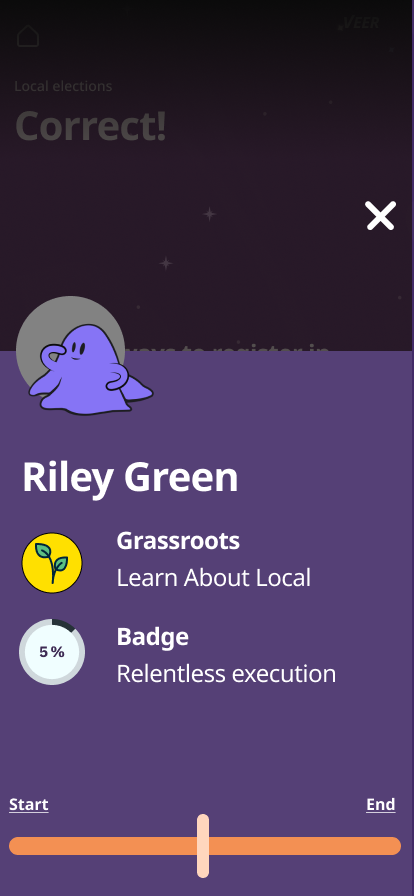 VEER
Local elections
Correct!
ways to register in
Riley Green
Grassroots
Learn About Local
5%
Badge
Relentless execution
Start
End